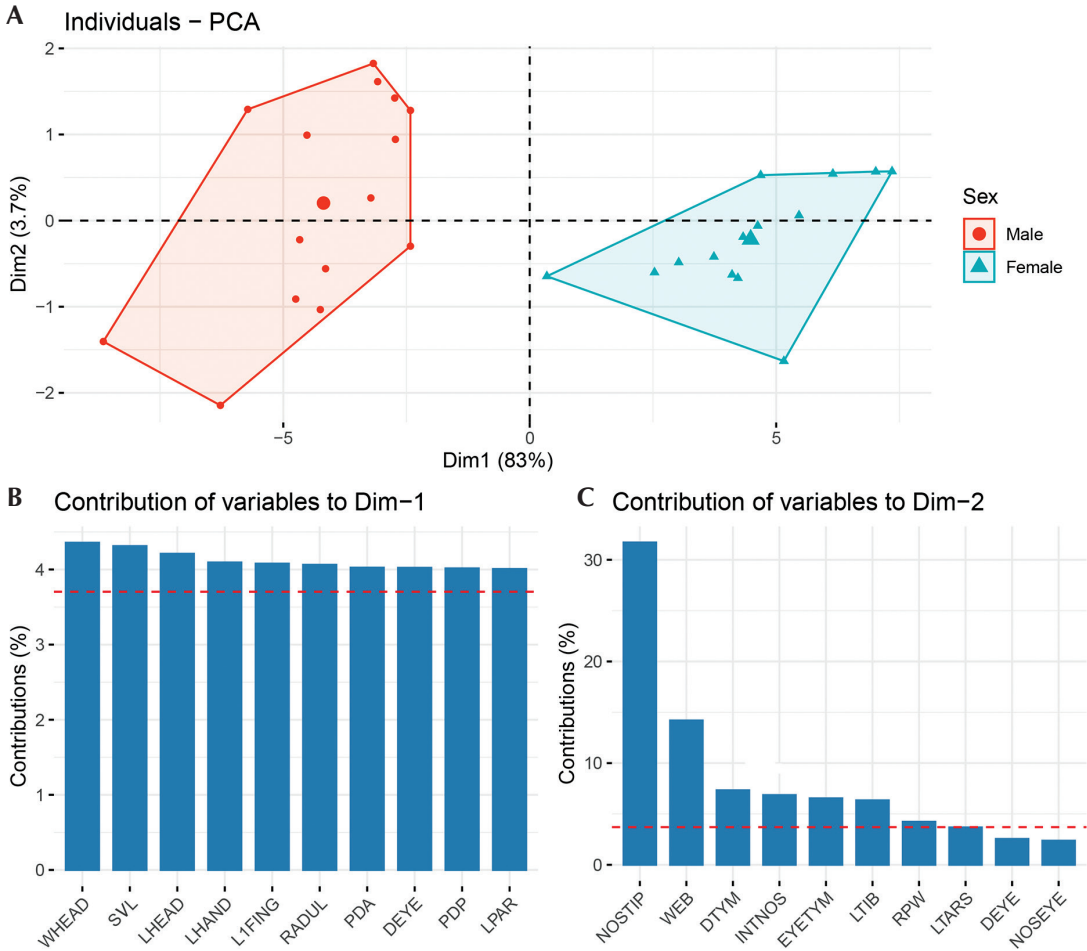 A
Individuals − PCA
2
1
0
−1
−2
Dim2 (3.7%)
−5
0
5
Dim1 (83%)
Sex
Male
Female
B
Contribution of variables to Dim−1
4
3
2
1
0
Contributions (%)
WHEAD
SVL
LHEAD
LHAND
L1FING
RADUL
PDA
DEYE
PDP
LPAR
C
Contribution of variables to Dim−2
30
20
10
0
Contributions (%)
NOSTIP
WEB
DTYM
INTNOS
EYETYM
LTIB
RPW
LTARS
DEYE
NOSEYE